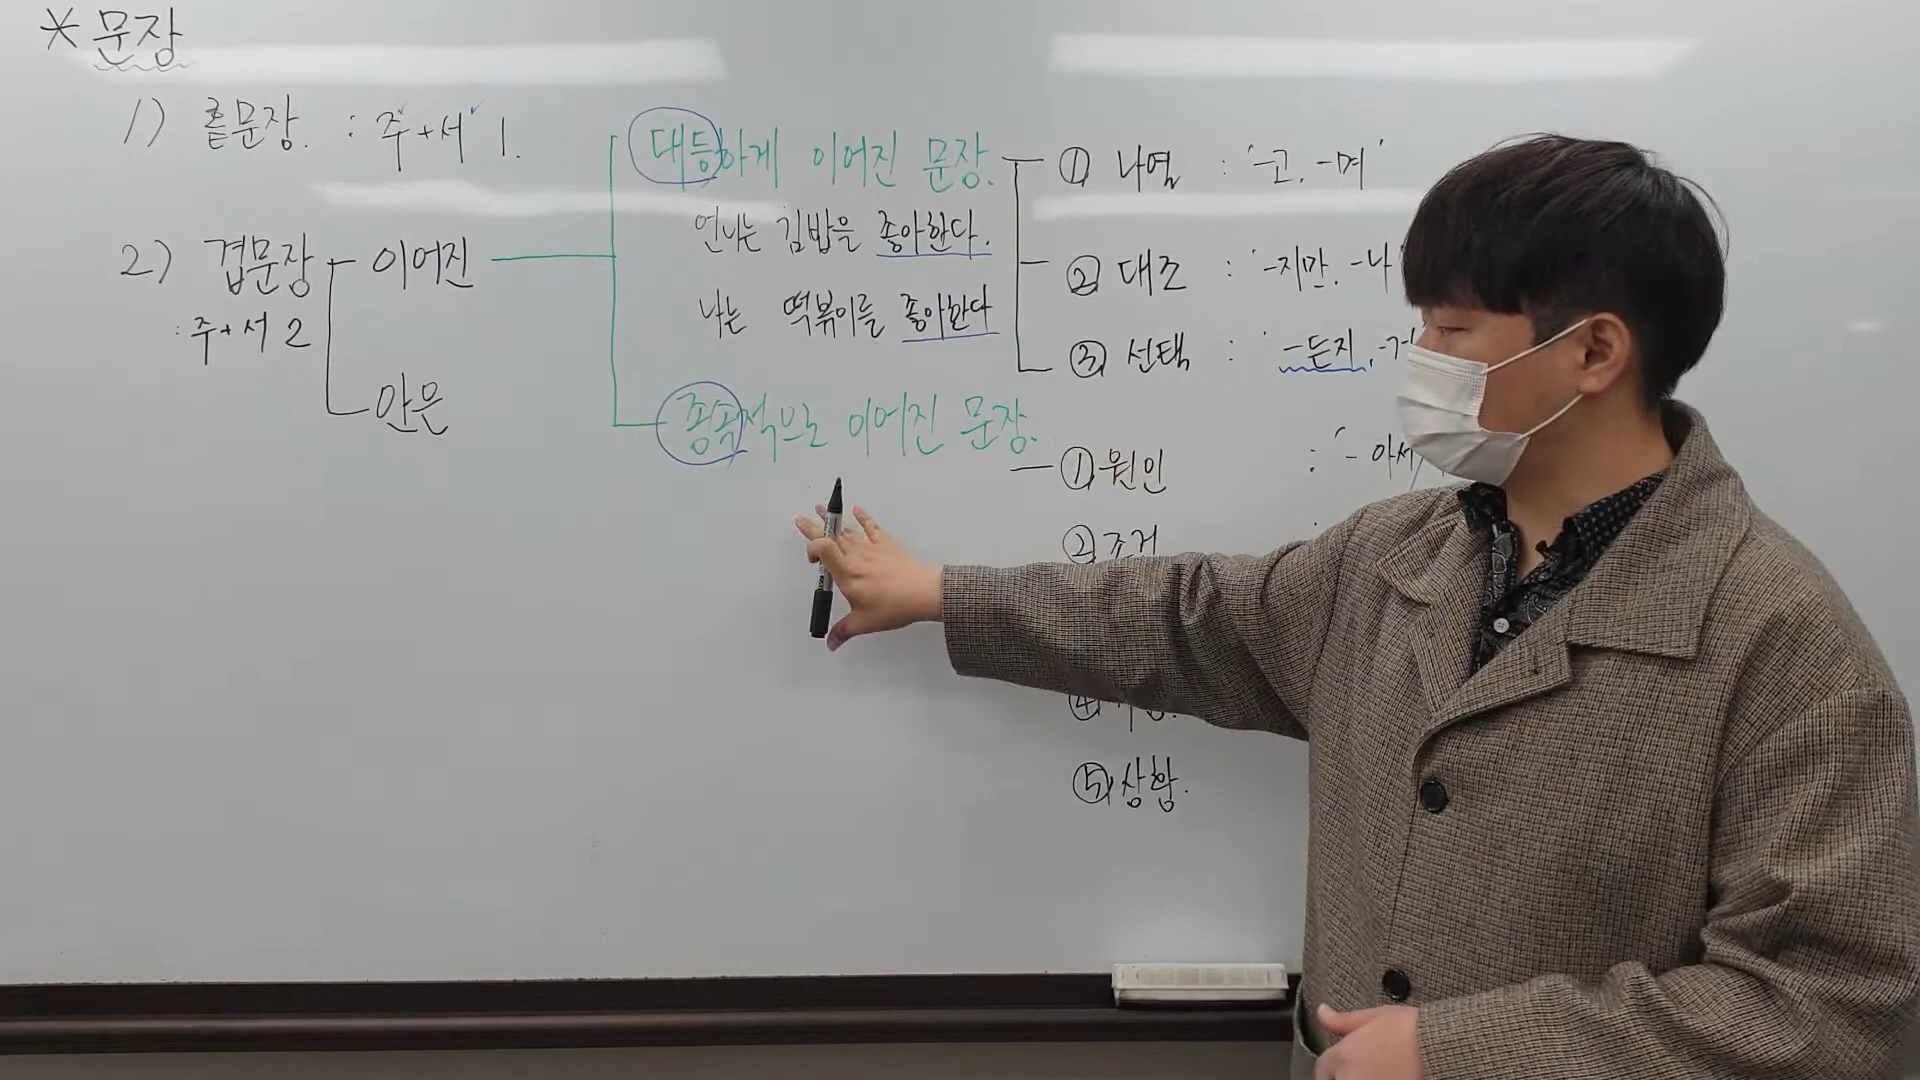 * 문장
1) 홑문장. : 주+서 1.
2) 겹문장
: 주+서 2
이어진
안은
대등하게 이어진 문장.
언니는 김밥을 좋아한다.
나는 떡볶이를 좋아한다
① 나열 : '-고, -며'
② 대조 : '-지만, -나
③ 선택 : '-든지, -거
종속적으로 이어진 문장.
① 원인 : '-아서
② 조건
④
⑤ 상황.